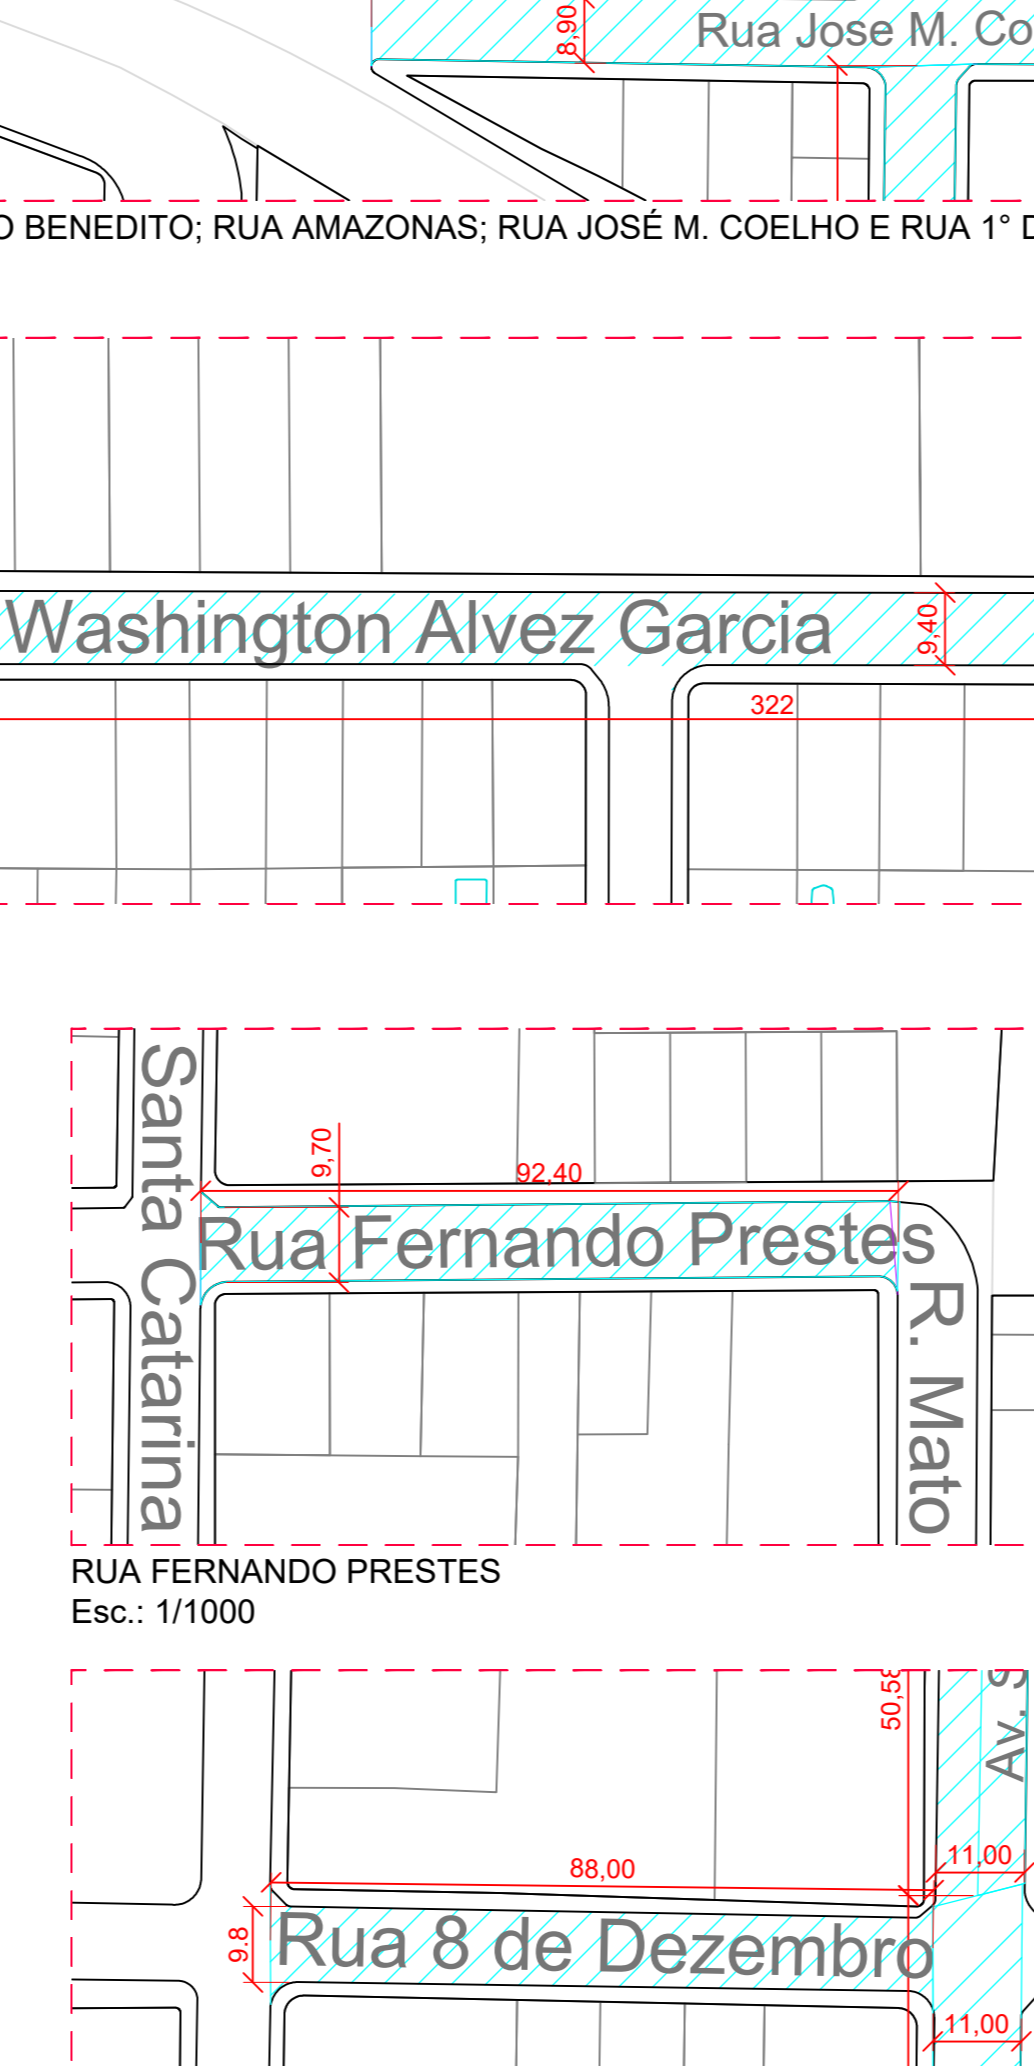 8,90
Rua Jose M. Co
O BENEDITO; RUA AMAZONAS; RUA JOSÉ M. COELHO E RUA 1° D
Washington Alvez Garcia
9,40
322
Santa Catarina
9,70
92,40
Rua Fernando Prestes
R. Mato
RUA FERNANDO PRESTES
Esc.: 1/1000
50,58
Av. S
88,00
11,00
9.8
Rua 8 de Dezembro
11,00